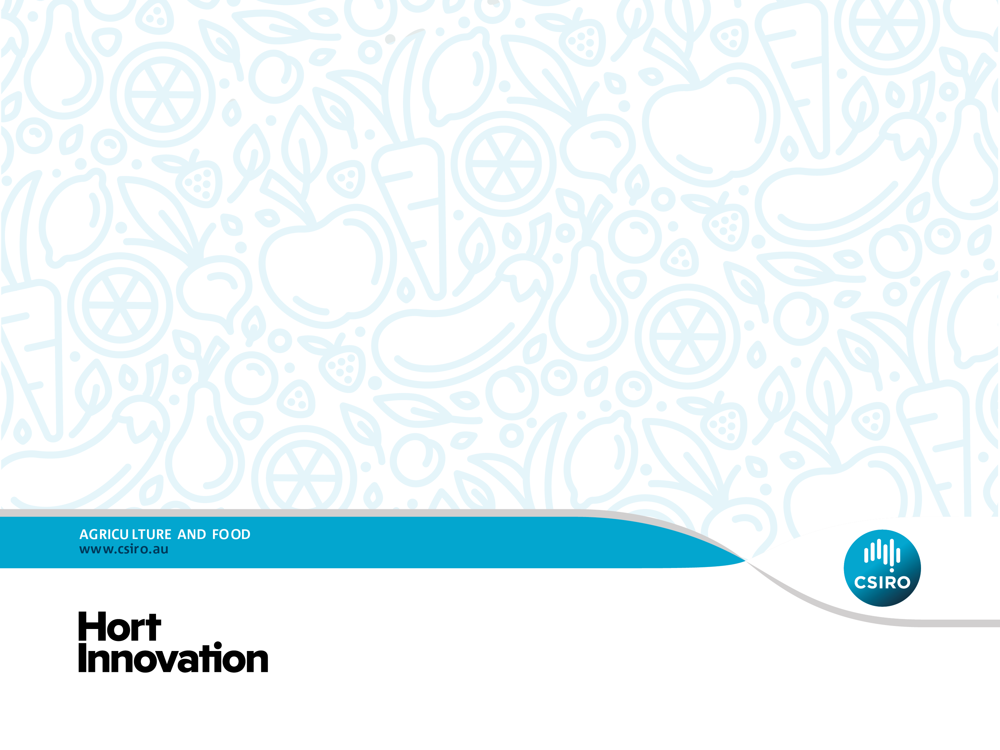 AGRICULTURE AND FOOD
www.csiro.au
CSIRO
Hort
Innovation